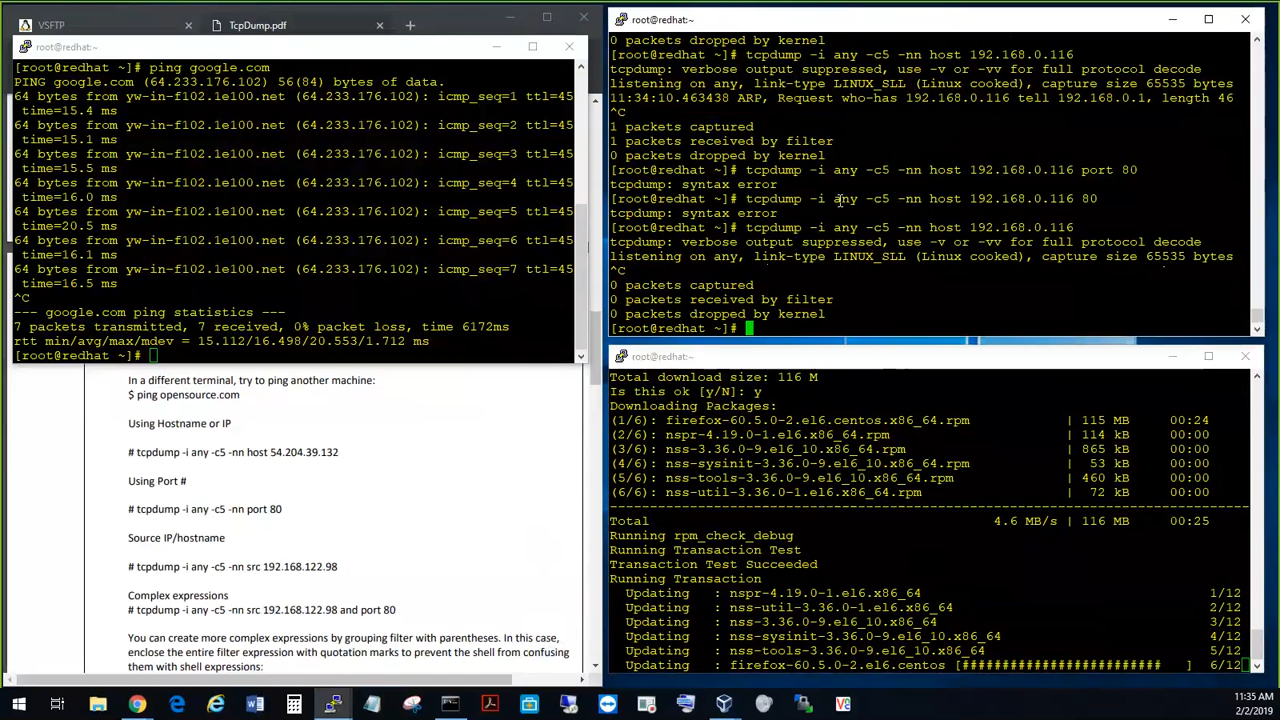 VSFTP
TcpDump.pdf
root@redhat:~
[root@redhat ~]# ping google.com
PING google.com (64.233.176.102) 56(84) bytes of data.
64 bytes from yw-in-f102.1e100.net (64.233.176.102): icmp_seq=1 ttl=45
time=15.4 ms
64 bytes from yw-in-f102.1e100.net (64.233.176.102): icmp_seq=2 ttl=45
time=15.1 ms
64 bytes from yw-in-f102.1e100.net (64.233.176.102): icmp_seq=3 ttl=45
time=15.5 ms
64 bytes from yw-in-f102.1e100.net (64.233.176.102): icmp_seq=4 ttl=45
time=16.0 ms
64 bytes from yw-in-f102.1e100.net (64.233.176.102): icmp_seq=5 ttl=45
time=20.5 ms
64 bytes from yw-in-f102.1e100.net (64.233.176.102): icmp_seq=6 ttl=45
time=16.1 ms
64 bytes from yw-in-f102.1e100.net (64.233.176.102): icmp_seq=7 ttl=45
time=16.5 ms
^C
--- google.com ping statistics ---
7 packets transmitted, 7 received, 0% packet loss, time 6172ms
rtt min/avg/max/mdev = 15.112/16.498/20.553/1.712 ms
[root@redhat ~]#
In a different terminal, try to ping another machine:
$ ping opensource.com
Using Hostname or IP
# tcpdump -i any -c5 -nn host 54.204.39.132
Using Port #
# tcpdump -i any -c5 -nn port 80
Source IP/hostname
# tcpdump -i any -c5 -nn src 192.168.122.98
Complex expressions
# tcpdump -i any -c5 -nn src 192.168.122.98 and port 80
You can create more complex expressions by grouping filter with parentheses. In this case,
enclose the entire filter expression with quotation marks to prevent the shell from confusing
them with shell expressions:
root@redhat:~
0 packets dropped by kernel
[root@redhat ~]# tcpdump -i any -c5 -nn host 192.168.0.116
tcpdump: verbose output suppressed, use -v or -vv for full protocol decode
listening on any, link-type LINUX_SLL (Linux cooked), capture size 65535 bytes
11:34:10.463438 ARP, Request who-has 192.168.0.116 tell 192.168.0.1, length 46
^C
1 packets captured
1 packets received by filter
0 packets dropped by kernel
[root@redhat ~]# tcpdump -i any -c5 -nn host 192.168.0.116 port 80
tcpdump: syntax error
[root@redhat ~]# tcpdump -i any -c5 -nn host 192.168.0.116 80
tcpdump: syntax error
[root@redhat ~]# tcpdump -i any -c5 -nn host 192.168.0.116
tcpdump: verbose output suppressed, use -v or -vv for full protocol decode
listening on any, link-type LINUX_SLL (Linux cooked), capture size 65535 bytes
^C
0 packets captured
0 packets received by filter
0 packets dropped by kernel
[root@redhat ~]#
root@redhat:~
Total download size: 116 M
Is this ok [y/N]: y
Downloading Packages:
(1/6): firefox-60.5.0-2.el6.centos.x86_64.rpm | 115 MB 00:24
(2/6): nspr-4.19.0-1.el6.x86_64.rpm | 114 kB 00:00
(3/6): nss-3.36.0-9.el6_10.x86_64.rpm | 865 kB 00:00
(4/6): nss-sysinit-3.36.0-9.el6_10.x86_64.rpm | 53 kB 00:00
(5/6): nss-tools-3.36.0-9.el6_10.x86_64.rpm | 460 kB 00:00
(6/6): nss-util-3.36.0-1.el6.x86_64.rpm | 72 kB 00:00
--------------------------------------------------------------------------------
Total 4.6 MB/s | 116 MB 00:25
Running rpm_check_debug
Running Transaction Test
Transaction Test Succeeded
Running Transaction
Updating : nspr-4.19.0-1.el6.x86_64 1/12
Updating : nss-util-3.36.0-1.el6.x86_64 2/12
Updating : nss-3.36.0-9.el6_10.x86_64 3/12
Updating : nss-sysinit-3.36.0-9.el6_10.x86_64 4/12
Updating : nss-tools-3.36.0-9.el6_10.x86_64 5/12
Updating : firefox-60.5.0-2.el6.centos [########################## ] 6/12
11:35 AM
2/2/2019